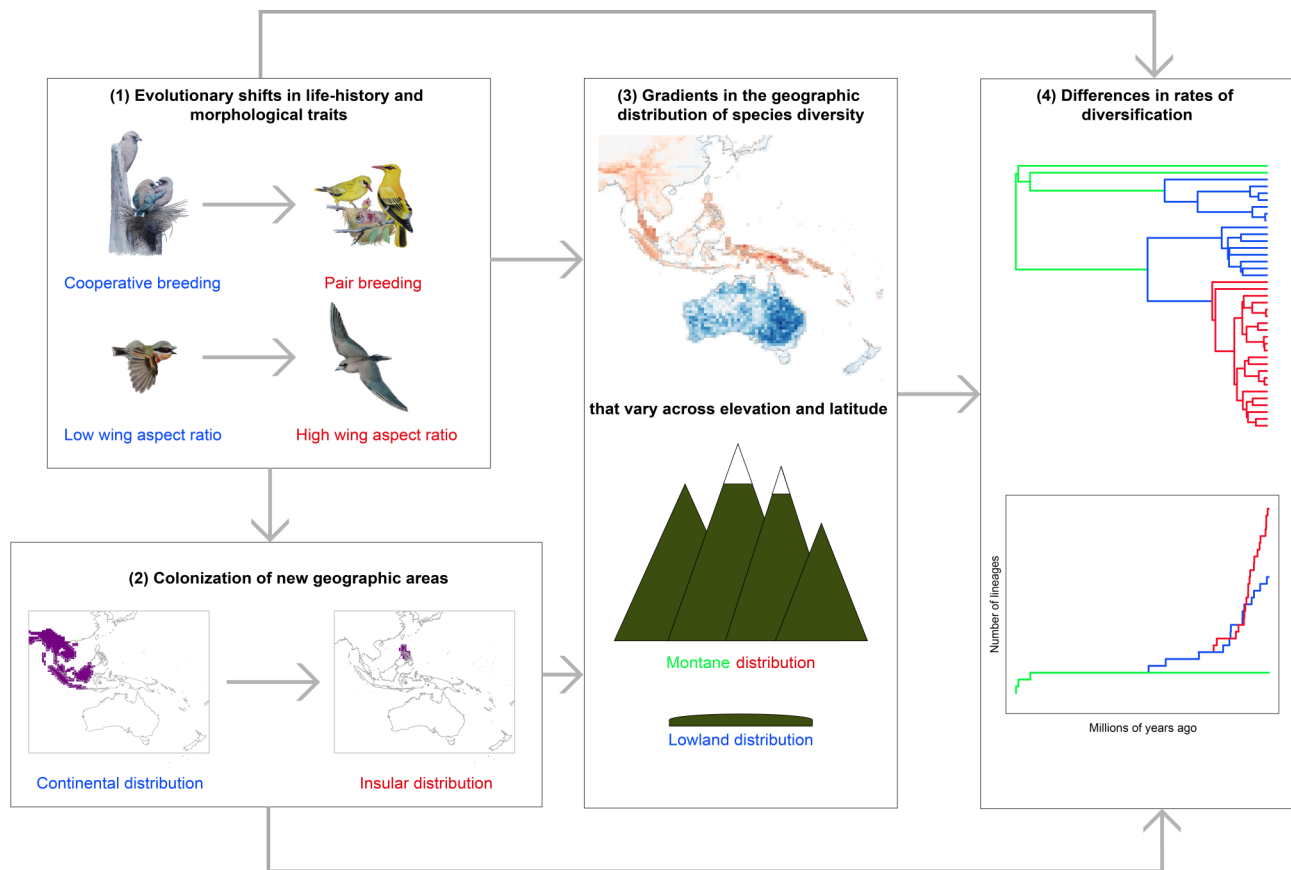 (1) Evolutionary shifts in life-history and
morphological traits
Cooperative breeding
Pair breeding
Low wing aspect ratio
High wing aspect ratio
(2) Colonization of new geographic areas
Continental distribution
Insular distribution
(3) Gradients in the geographic
distribution of species diversity
that vary across elevation and latitude
Montane distribution
Lowland distribution
(4) Differences in rates of
diversification
Number of lineages
Millions of years ago